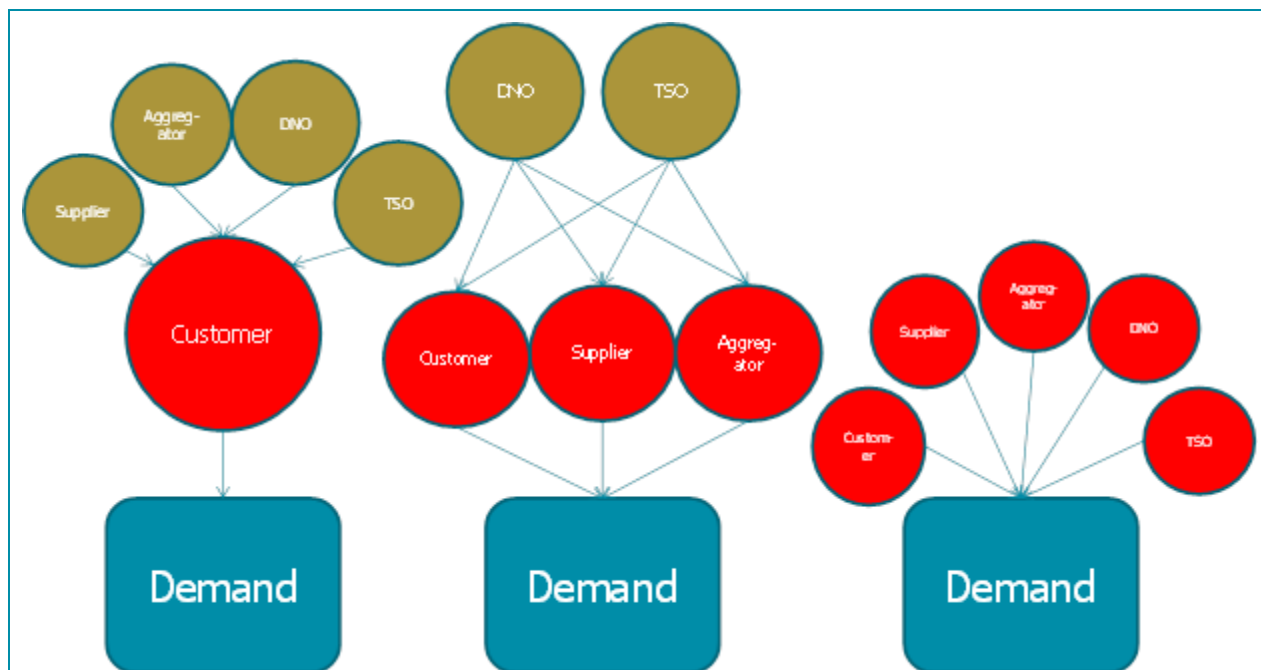 Aggreg-
ator
DNO
Supplier
TSO
Customer
Demand
DNO
TSO
Customer
Supplier
Aggreg-
ator
Demand
Aggreg-
ator
Supplier
DNO
Custom-
er
TSO
Demand